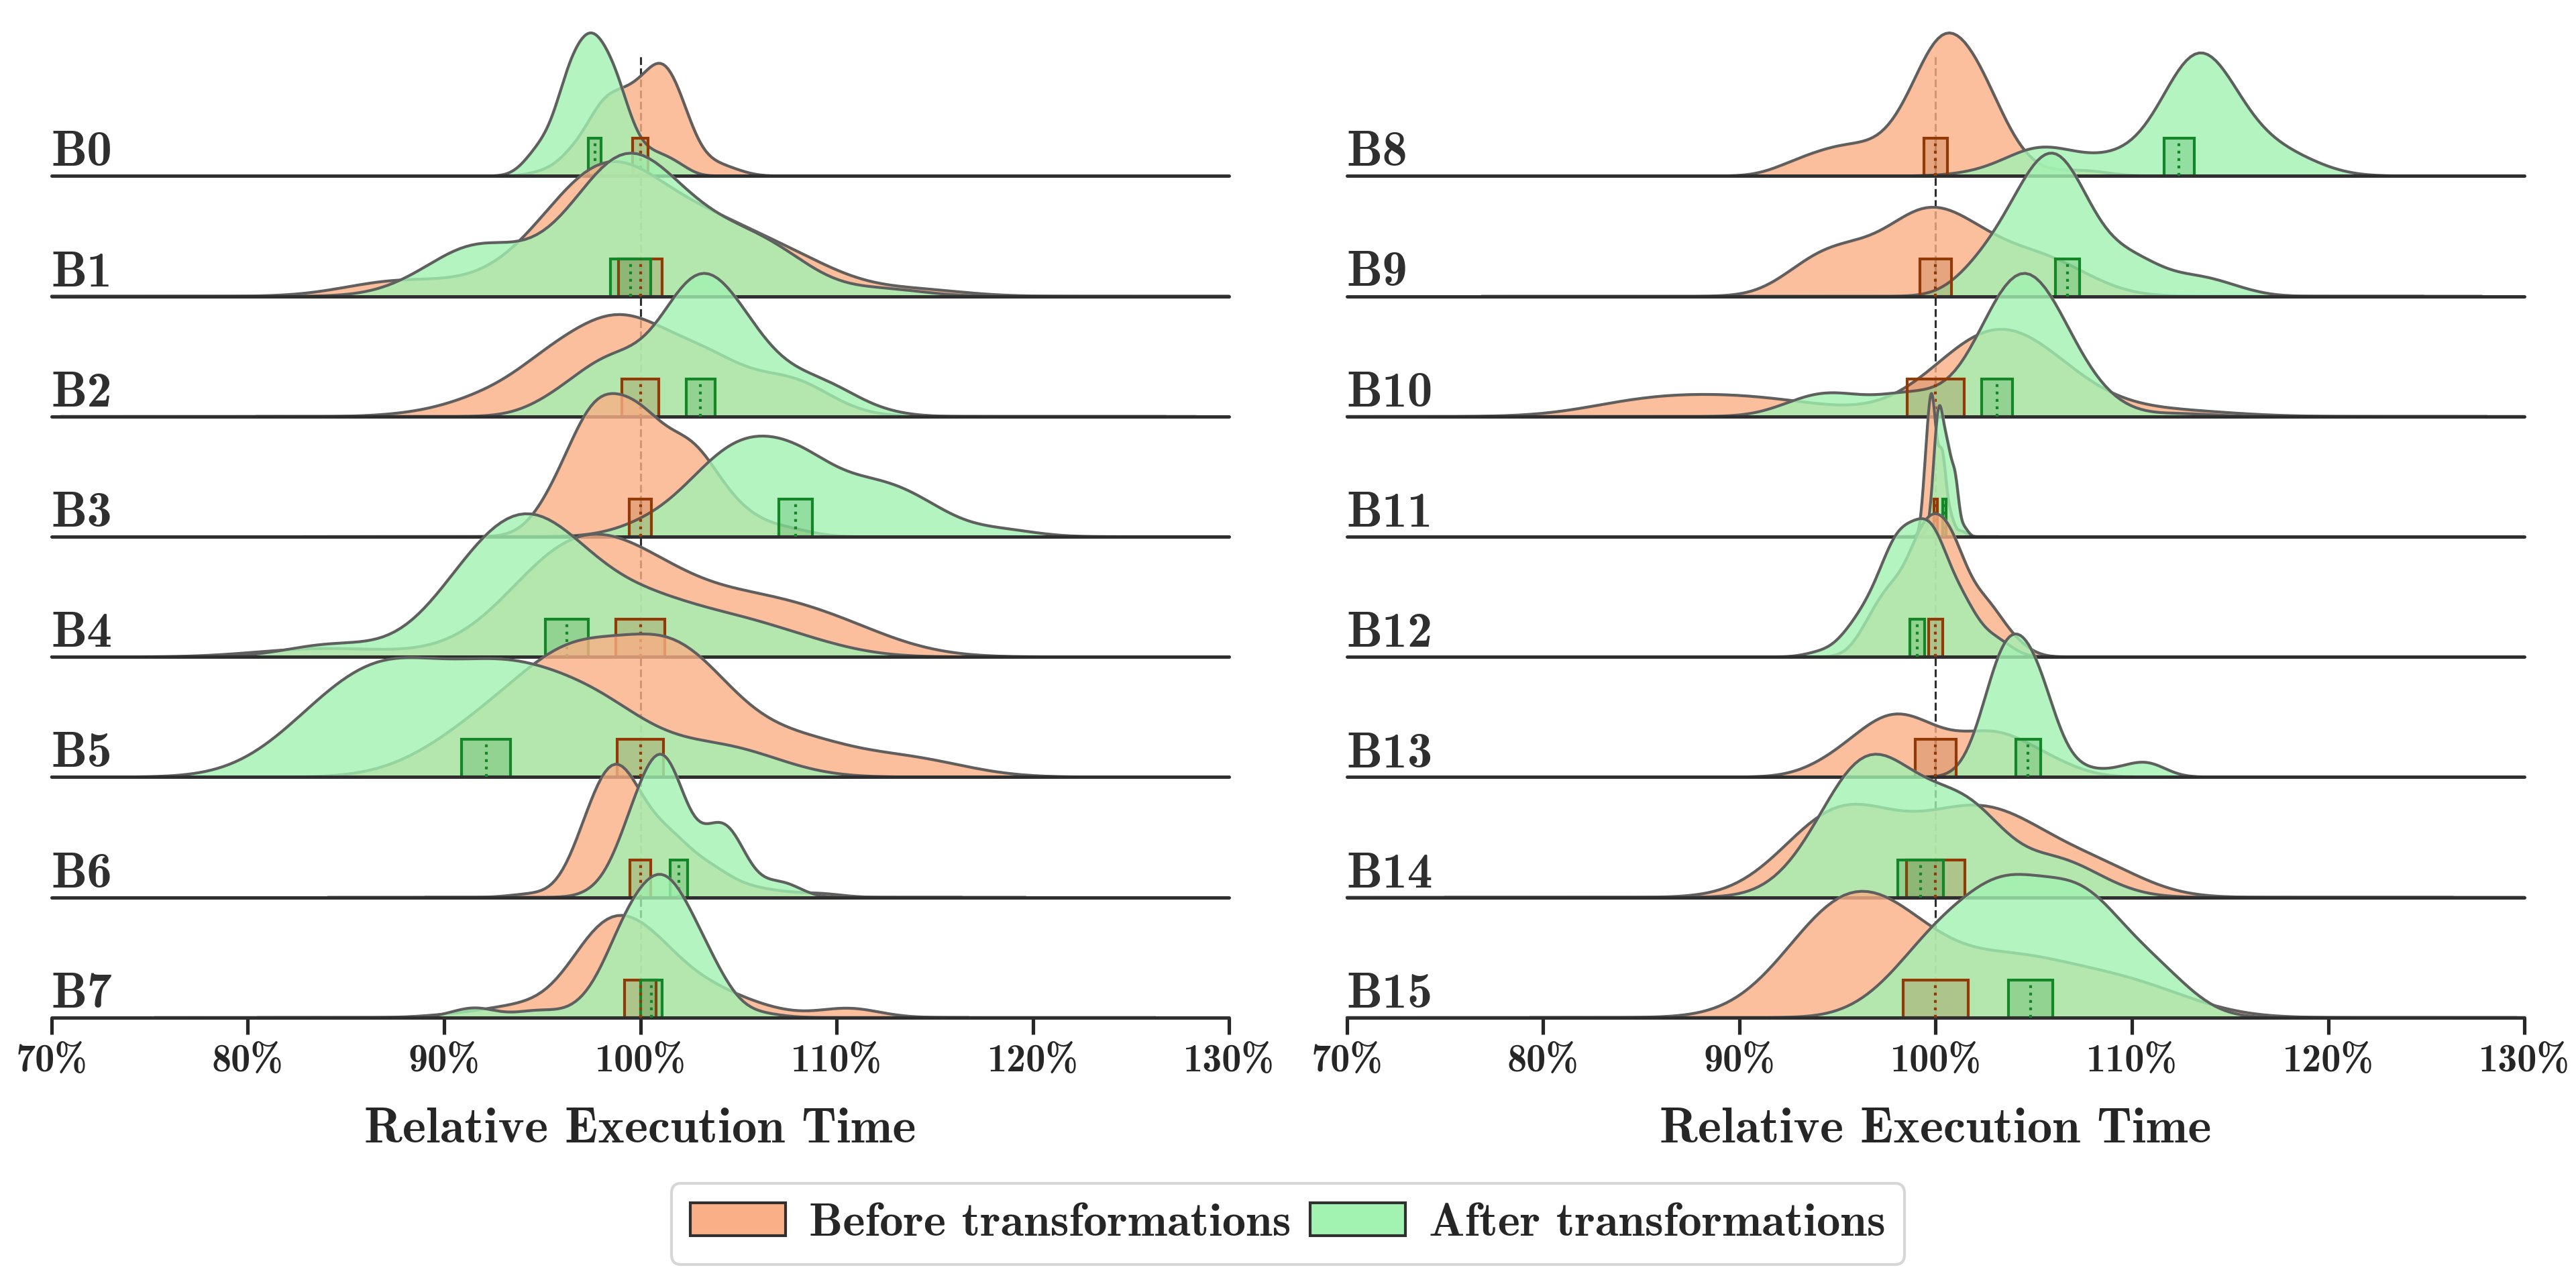 B0
B1
B2
B3
B4
B5
B6
B7
70% 80% 90% 100% 110% 120% 130%
Relative Execution Time
B8
B9
B10
B11
B12
B13
B14
B15
70% 80% 90% 100% 110% 120% 130%
Relative Execution Time
Before transformations After transformations